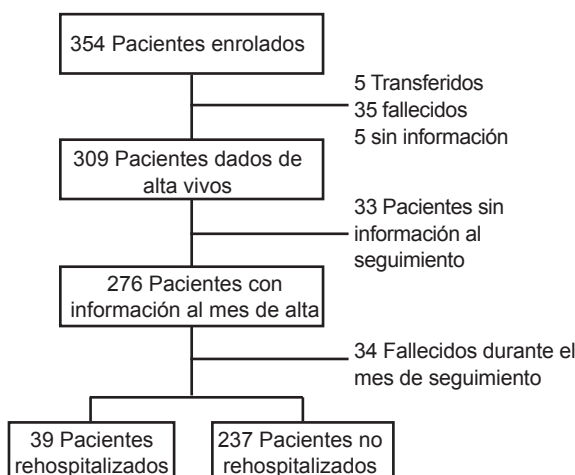 354 Pacientes enrolados
5 Transferidos
35 fallecidos
5 sin información
309 Pacientes dados de
alta vivos
33 Pacientes sin
información al
seguimiento
276 Pacientes con
información al mes de alta
34 Fallecidos durante el
mes de seguimiento
39 Pacientes
rehospitalizados
237 Pacientes no
rehospitalizados